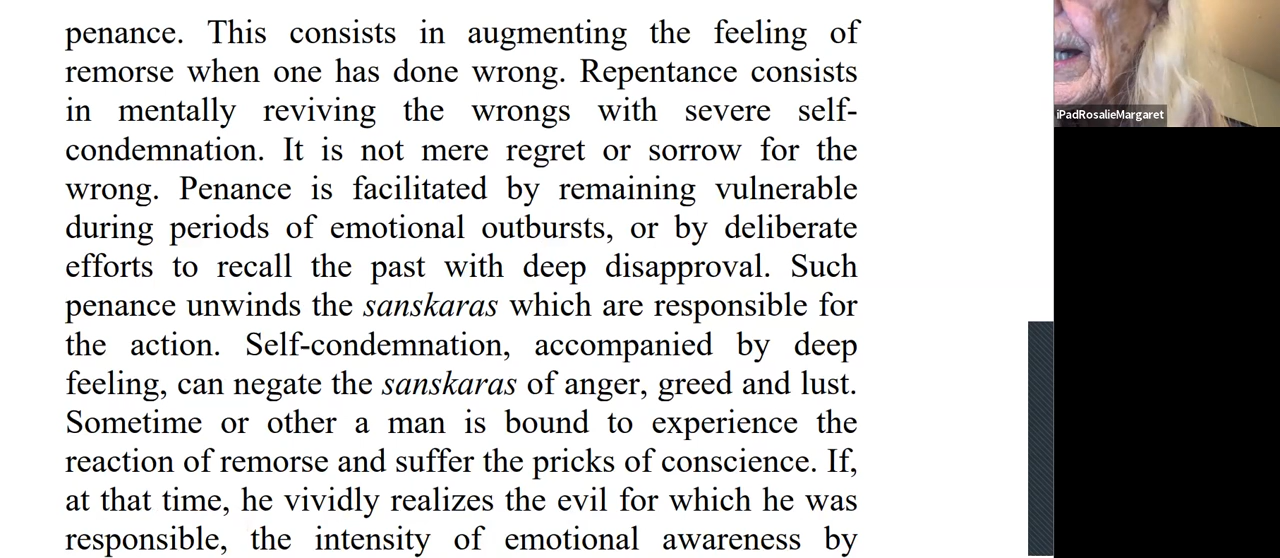 penance. This consists in augmenting the feeling of
remorse when one has done wrong. Repentance consists
in mentally reviving the wrongs with severe self-
condemnation. It is not mere regret or sorrow for the
wrong. Penance is facilitated by remaining vulnerable
during periods of emotional outbursts, or by deliberate
efforts to recall the past with deep disapproval. Such
penance unwinds the sanskaras which are responsible for
the action. Self-condemnation, accompanied by deep
feeling, can negate the sanskaras of anger, greed and lust.
Sometime or other a man is bound to experience the
reaction of remorse and suffer the pricks of conscience. If,
at that time, he vividly realizes the evil for which he was
responsible, the intensity of emotional awareness by
iPadRosalieMargaret